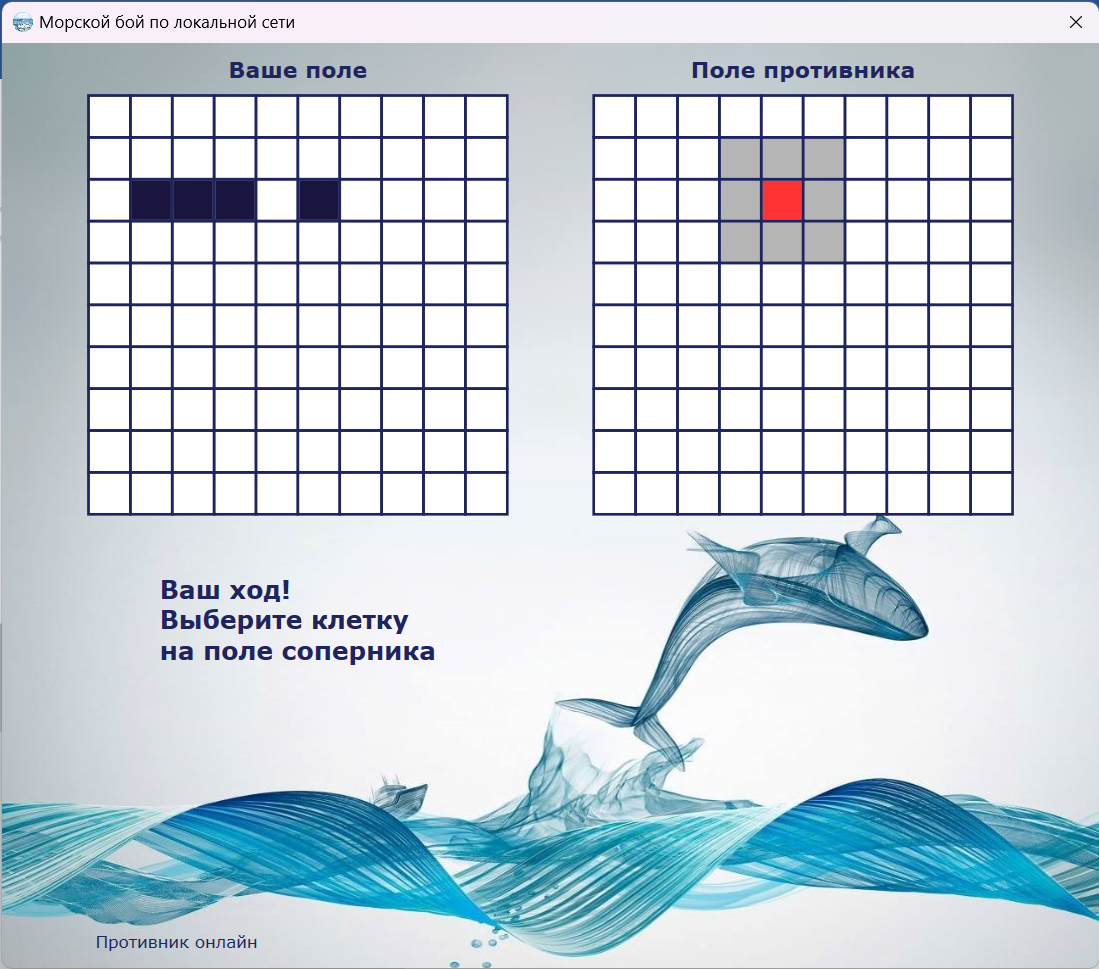 Морской бой по локальной сети
Ваше поле
Поле противника
Ваш ход!
Выберите клетку
на поле соперника
Противник онлайн